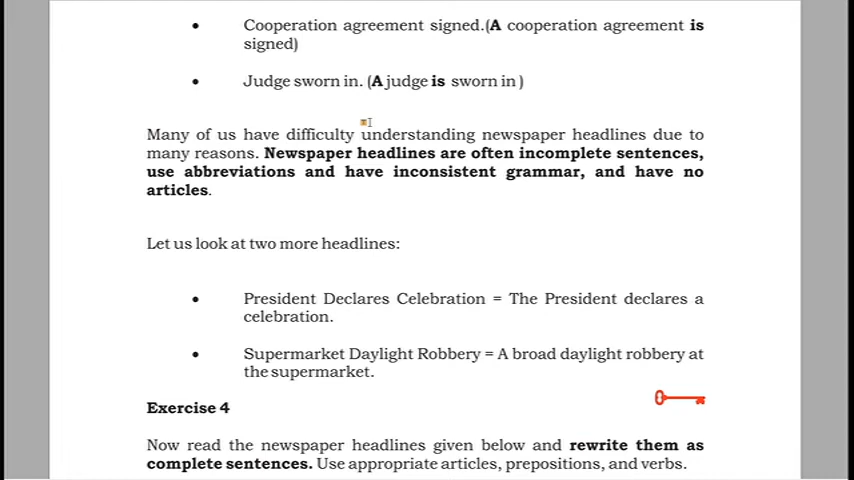 • Cooperation agreement signed.(A cooperation agreement is
signed)
• Judge sworn in. (A judge is sworn in )
Many of us have difficulty understanding newspaper headlines due to
many reasons. Newspaper headlines are often incomplete sentences,
use abbreviations and have inconsistent grammar, and have no
articles.
Let us look at two more headlines:
• President Declares Celebration = The President declares a
celebration.
• Supermarket Daylight Robbery = A broad daylight robbery at
the supermarket.
Exercise 4
Now read the newspaper headlines given below and rewrite them as
complete sentences. Use appropriate articles, prepositions, and verbs.